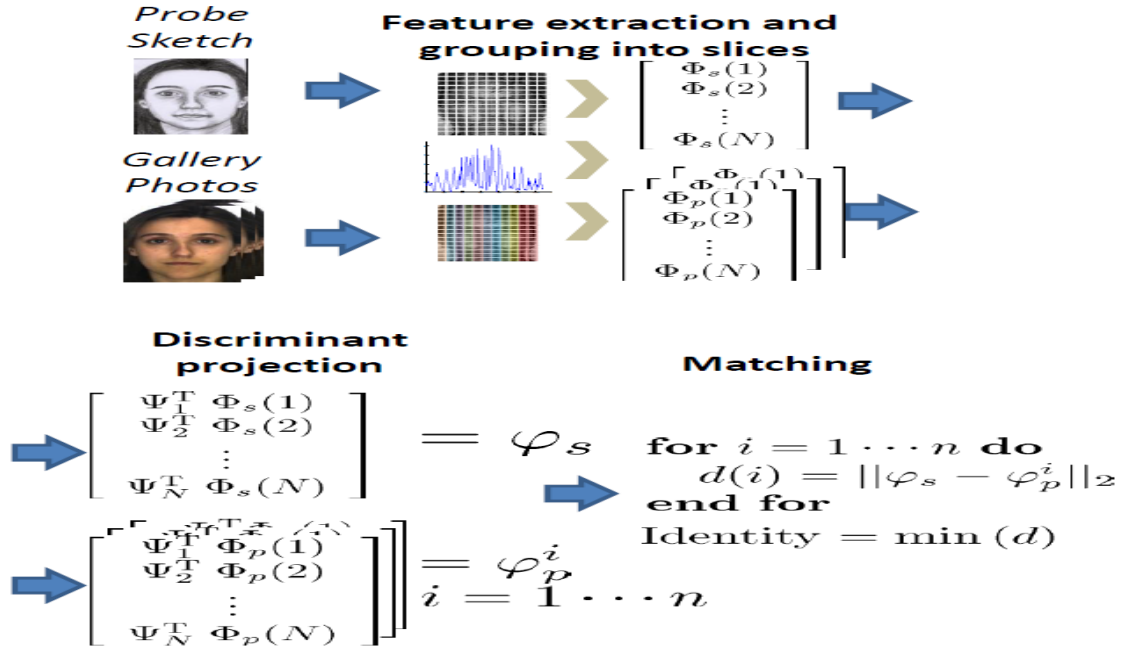 Probe
Sketch
Feature extraction and
grouping into slices
Φₛ(1)
Φₛ(2)
⋮
Φₛ(N)
Gallery
Photos
Φₚ(1)
Φₚ(2)
⋮
Φₚ(N)
Discriminant
projection
Ψ₁ᵀ Φₛ(1)
Ψ₂ᵀ Φₛ(2)
⋮
Ψ_Nᵀ Φₛ(N)
= φₛ
Ψ₁ᵀ Φₚ(1)
Ψ₂ᵀ Φₚ(2)
⋮
Ψ_Nᵀ Φₚ(N)
= φₚⁱ
i = 1 ⋯ n
Matching
for i = 1 ⋯ n do
d(i) = ||φₛ − φₚⁱ||₂
end for
Identity = min (d)